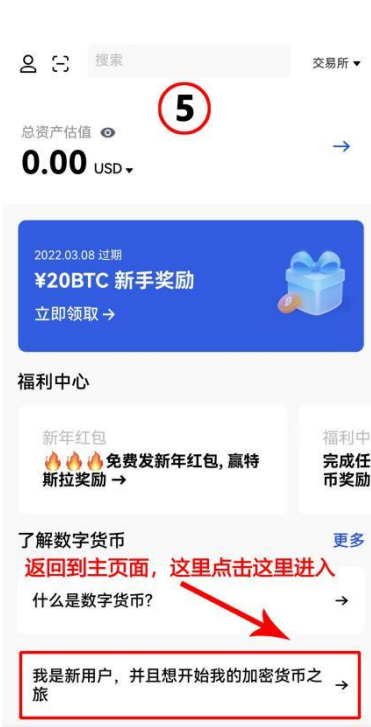 搜索
交易所
5
总资产估值
0.00 USD
2022.03.08 过期
¥20BTC 新手奖励
立即领取→
福利中心
新年红包
福利中
🔥🔥🔥免费发新年红包, 赢特
斯拉奖励 →
完成任
币奖励
了解数字货币
更多
返回到主页面，这里点击这里进入
什么是数字货币?
我是新用户，并且想开始我的加密货币之
旅